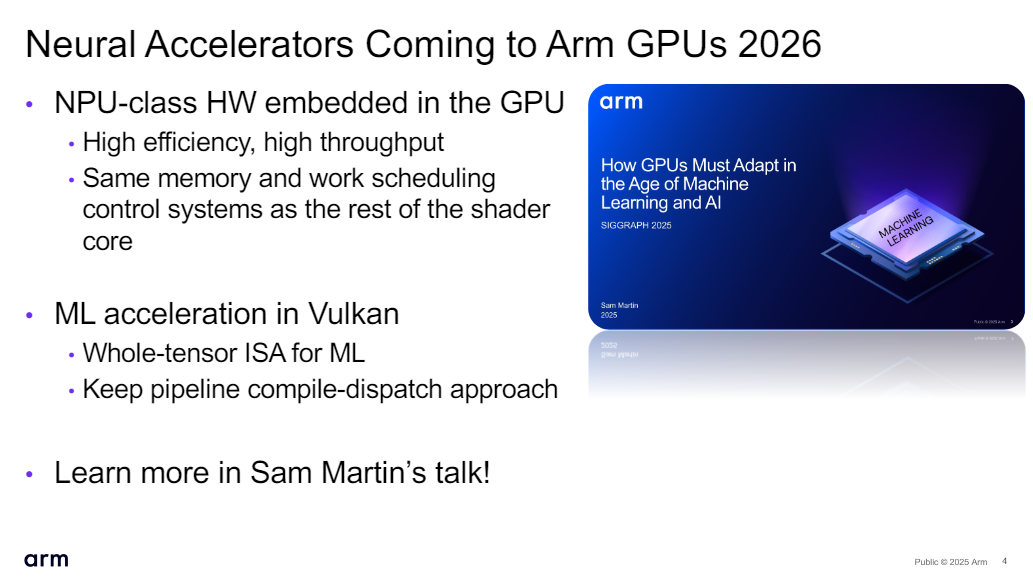 Neural Accelerators Coming to Arm GPUs 2026
• NPU-class HW embedded in the GPU
• High efficiency, high throughput
• Same memory and work scheduling
control systems as the rest of the shader
core
• ML acceleration in Vulkan
• Whole-tensor ISA for ML
• Keep pipeline compile-dispatch approach
• Learn more in Sam Martin’s talk!
arm
How GPUs Must Adapt in
the Age of Machine
Learning and AI
SIGGRAPH 2025
MACHINE
LEARNING
Sam Martin
2025
Public © 2025 Arm
arm
Public © 2025 Arm 4